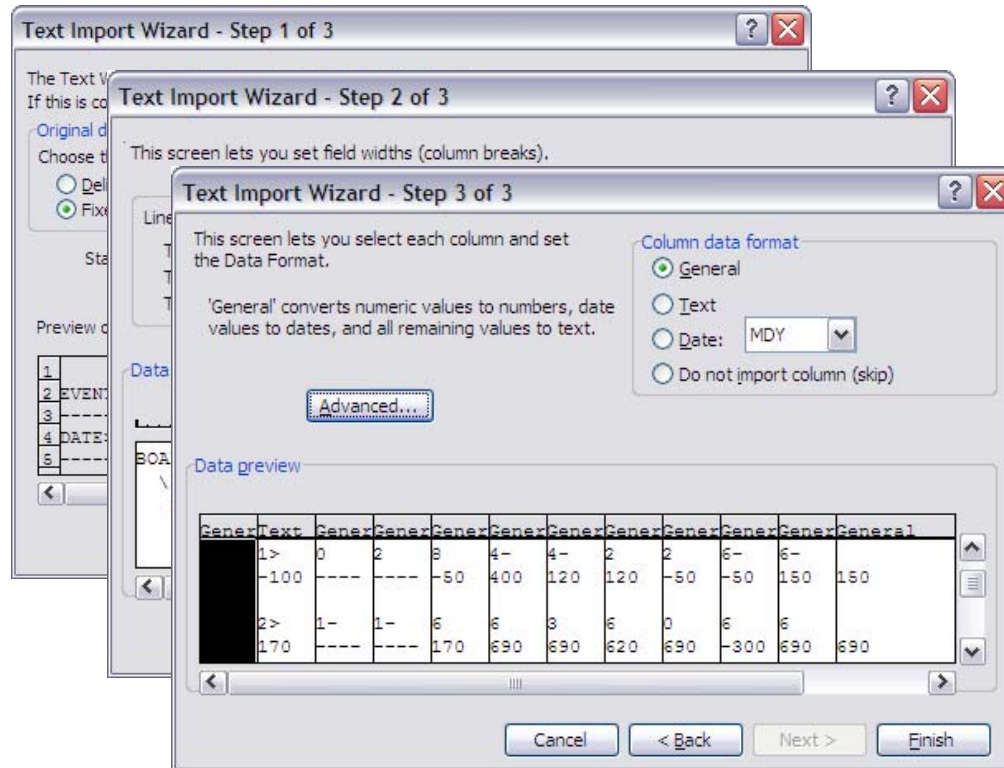 Text Import Wizard - Step 1 of 3
The Text
If this is
Original
Choose
Preview
1
2 EVEN
3 -----
4 DATE:
5 -----
Text Import Wizard - Step 2 of 3
This screen lets you set field widths (column breaks).
Data
BOA
\
Text Import Wizard - Step 3 of 3
This screen lets you select each column and set
the Data Format.
'General' converts numeric values to numbers, date
values to dates, and all remaining values to text.
Advanced...
Column data format
General
Text
Date: MDY
Do not import column (skip)
Data preview
Gener Text Gener Gener Gener Gener Gener Gener Gener Gener Gener General
1> 0 2 8 4- 4- 2 2 6- 6-
-100 ---- ---- -50 400 120 120 -50 -50 150 150
2> 1- 1- 6 6 3 6 0 6 6
170 ---- ---- 170 690 690 620 690 -300 690 690
Cancel < Back Next > Finish